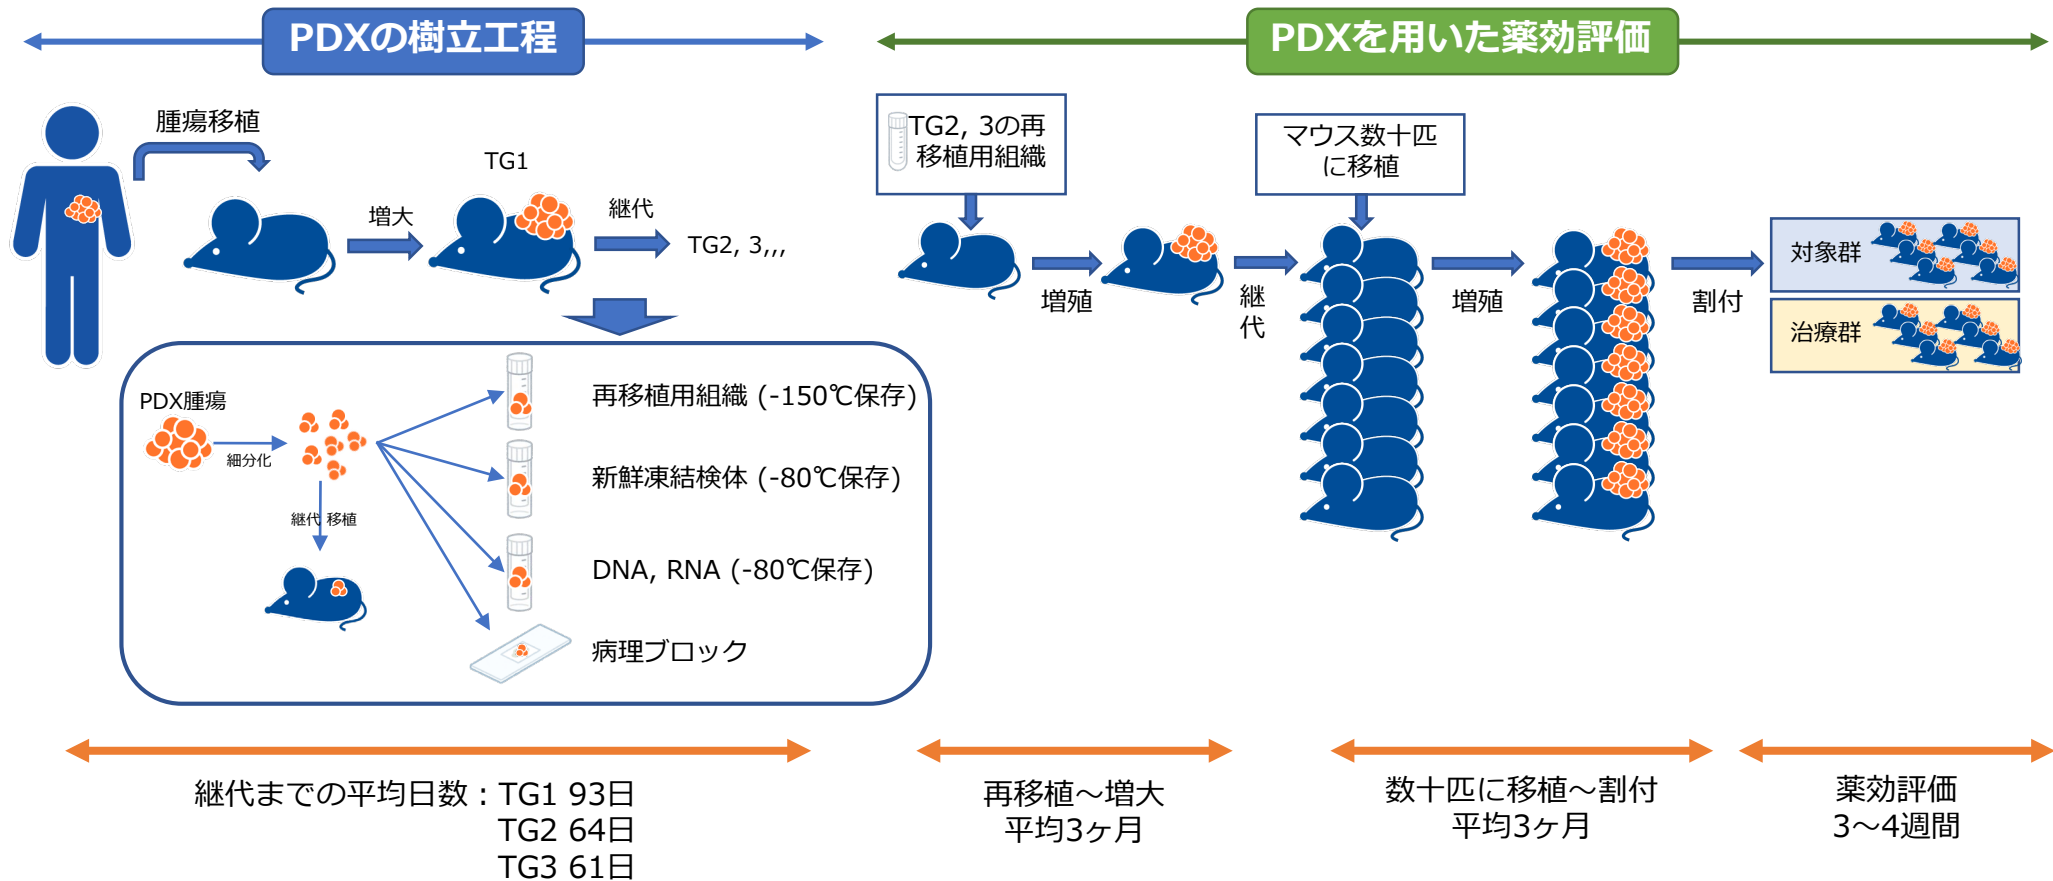 PDXの樹立工程
PDXを用いた薬効評価
腫瘍移植
TG1
増大
継代
TG2, 3,,,
PDX腫瘍
細分化
継代 移植
再移植用組織 (-150℃保存)
新鮮凍結検体 (-80℃保存)
DNA, RNA (-80℃保存)
病理ブロック
TG2, 3の再
移植用組織
増殖
継
代
マウス数十匹
に移植
増殖
割付
対象群
治療群
継代までの平均日数：TG1 93日
TG2 64日
TG3 61日
再移植～増大
平均3ヶ月
数十匹に移植～割付
平均3ヶ月
薬効評価
3～4週間